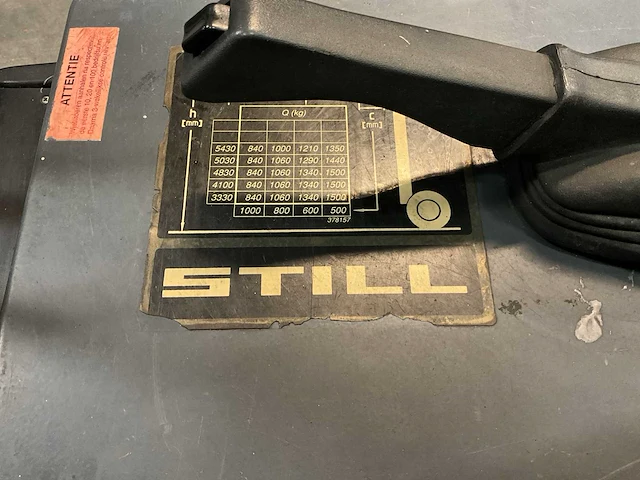 ATTENTIE
Q (kg)
h
[mm]
c
[mm]
5430 840 1000 1210 1350
5030 840 1060 1290 1440
4830 840 1060 1340 1500
4100 840 1060 1340 1500
3330 840 1060 1340 1500
1000 800 600 500
378157
STILL